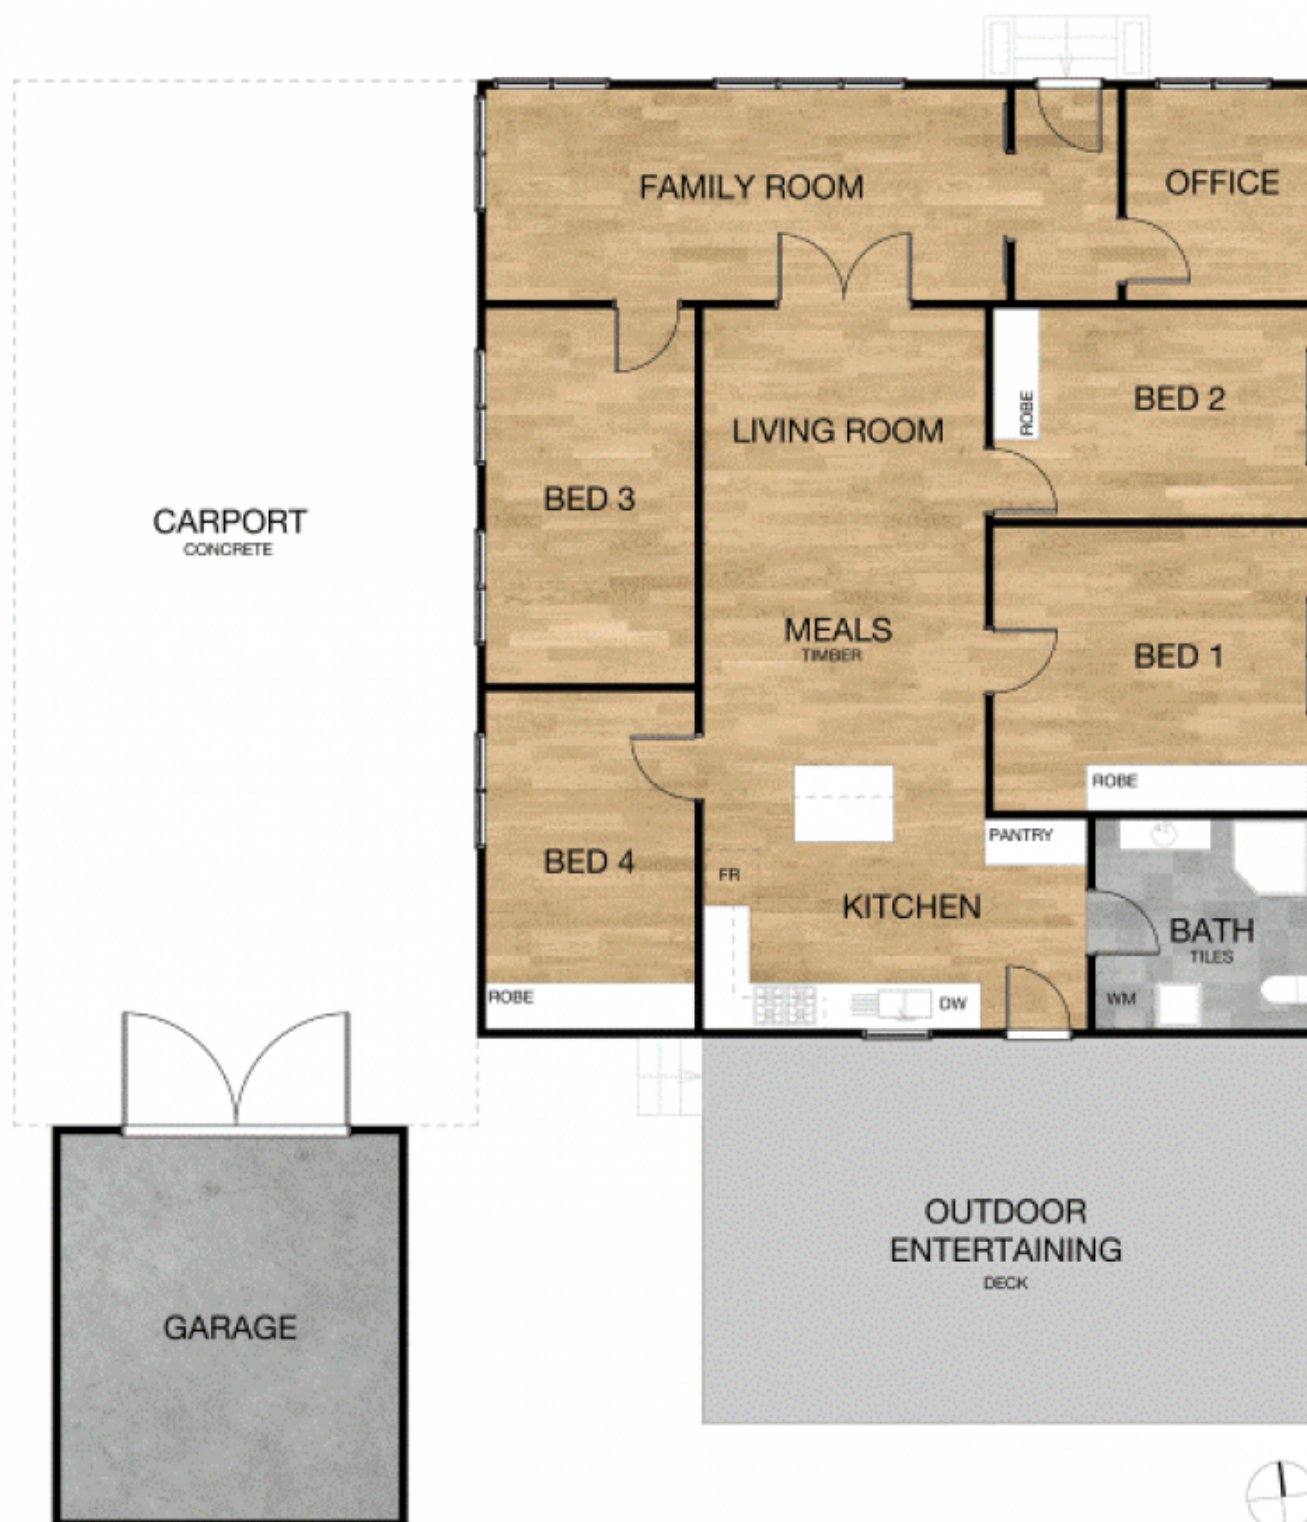 FAMILY ROOM
OFFICE
ROBE
BED 2
LIVING ROOM
BED 3
CARPORT
CONCRETE
MEALS
TIMBER
BED 1
ROBE
PANTRY
BED 4
FR
KITCHEN
BATH
TILES
ROBE
WM
DW
OUTDOOR
ENTERTAINING
DECK
GARAGE